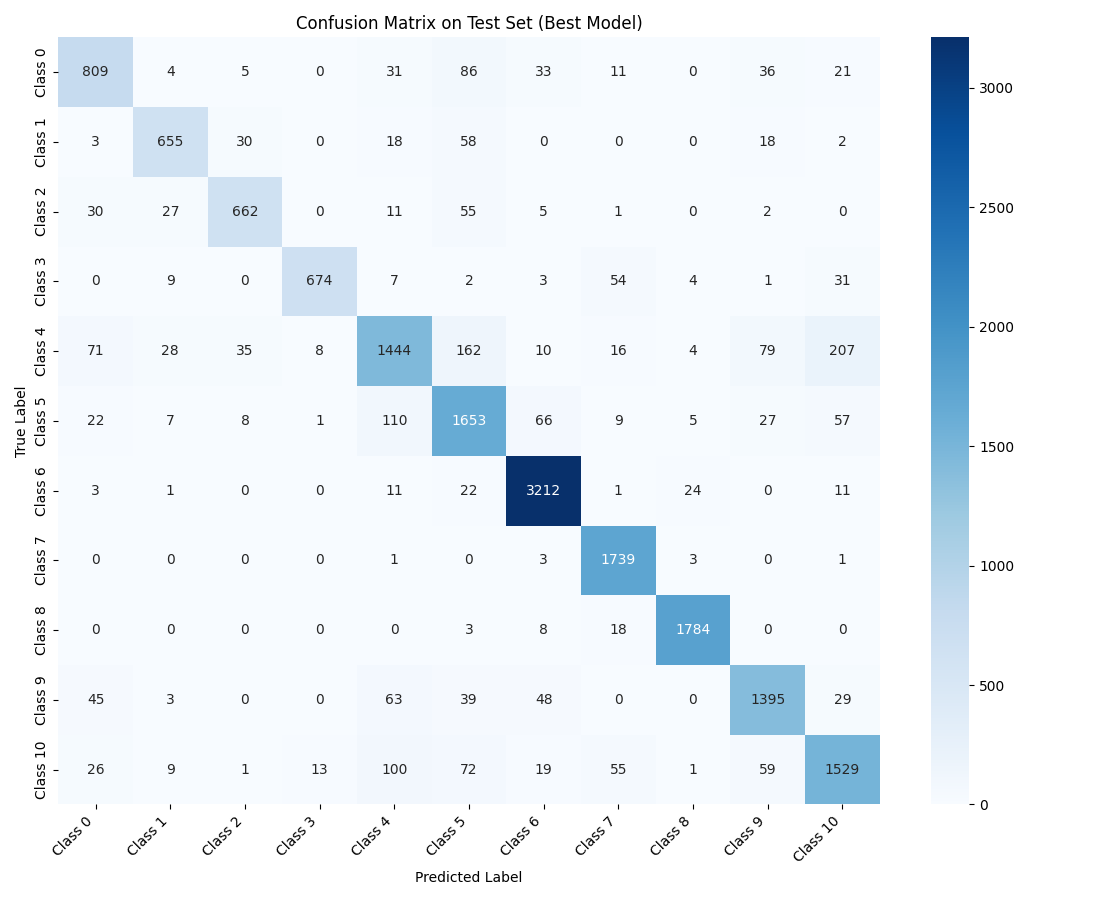 Confusion Matrix on Test Set (Best Model)
True Label
Class 0 809 4 5 0 31 86 33 11 0 36 21
Class 1 3 655 30 0 18 58 0 0 0 18 2
Class 2 30 27 662 0 11 55 5 1 0 2 0
Class 3 0 9 0 674 7 2 3 54 4 1 31
Class 4 71 28 35 8 1444 162 10 16 4 79 207
Class 5 22 7 8 1 110 1653 66 9 5 27 57
Class 6 3 1 0 0 11 22 3212 1 24 0 11
Class 7 0 0 0 0 1 0 3 1739 3 0 1
Class 8 0 0 0 0 0 3 8 18 1784 0 0
Class 9 45 3 0 0 63 39 48 0 0 1395 29
Class 10 26 9 1 13 100 72 19 55 1 59 1529
Class 0 Class 1 Class 2 Class 3 Class 4 Class 5 Class 6 Class 7 Class 8 Class 9 Class 10
Predicted Label
3000
2500
2000
1500
1000
500
0